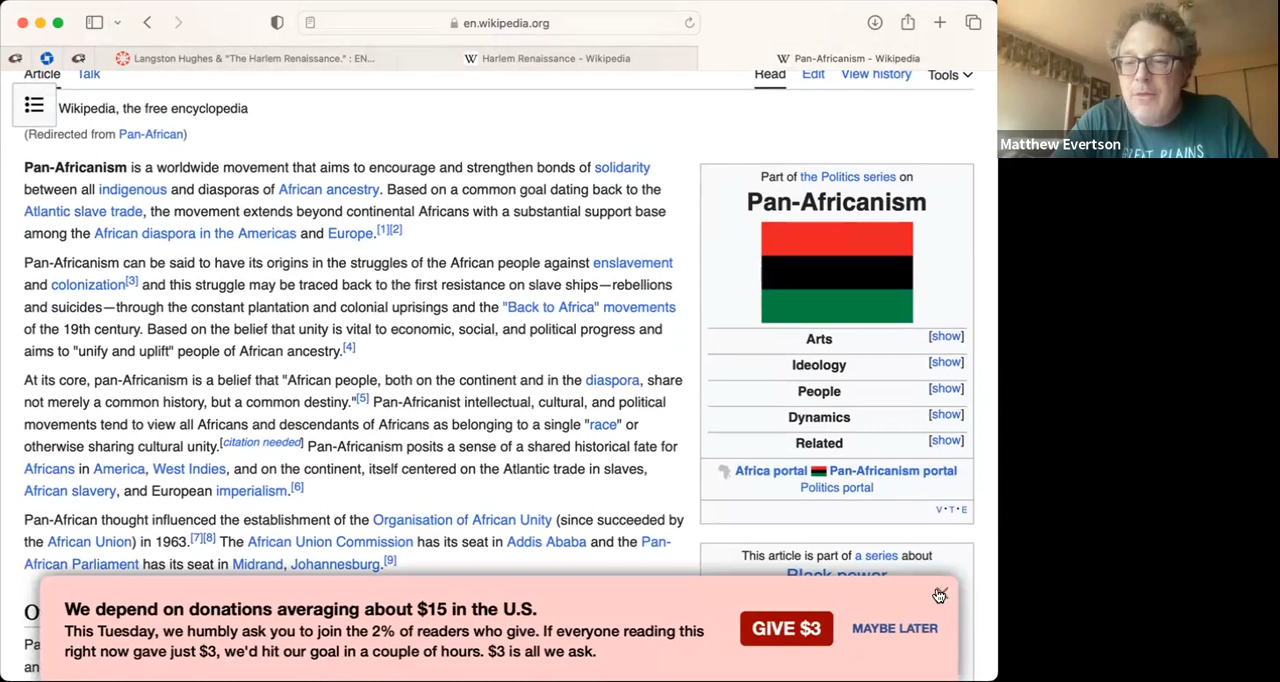 en.wikipedia.org
Langston Hughes & "The Harlem Renaissance." : EN...
Harlem Renaissance - Wikipedia
Pan-Africanism - Wikipedia
Article Talk
Read Edit View history Tools
Wikipedia, the free encyclopedia
(Redirected from Pan-African)
Pan-Africanism is a worldwide movement that aims to encourage and strengthen bonds of solidarity
between all indigenous and diasporas of African ancestry. Based on a common goal dating back to the
Atlantic slave trade, the movement extends beyond continental Africans with a substantial support base
among the African diaspora in the Americas and Europe.[1][2]
Pan-Africanism can be said to have its origins in the struggles of the African people against enslavement
and colonization[3] and this struggle may be traced back to the first resistance on slave ships—rebellions
and suicides—through the constant plantation and colonial uprisings and the "Back to Africa" movements
of the 19th century. Based on the belief that unity is vital to economic, social, and political progress and
aims to "unify and uplift" people of African ancestry.[4]
At its core, pan-Africanism is a belief that "African people, both on the continent and in the diaspora, share
not merely a common history, but a common destiny."[5] Pan-Africanist intellectual, cultural, and political
movements tend to view all Africans and descendants of Africans as belonging to a single "race" or
otherwise sharing cultural unity.[citation needed] Pan-Africanism posits a sense of a shared historical fate for
Africans in America, West Indies, and on the continent, itself centered on the Atlantic trade in slaves,
African slavery, and European imperialism.[6]
Pan-African thought influenced the establishment of the Organisation of African Unity (since succeeded by
the African Union) in 1963.[7][8] The African Union Commission has its seat in Addis Ababa and the Pan-
African Parliament has its seat in Midrand, Johannesburg.[9]
Part of the Politics series on
Pan-Africanism
Arts [show]
Ideology [show]
People [show]
Dynamics [show]
Related [show]
Africa portal Pan-Africanism portal
Politics portal
V·T·E
This article is part of a series about
Black power
We depend on donations averaging about $15 in the U.S.
This Tuesday, we humbly ask you to join the 2% of readers who give. If everyone reading this
right now gave just $3, we'd hit our goal in a couple of hours. $3 is all we ask.
GIVE $3
MAYBE LATER
Matthew Evertson
GREAT PLAINS